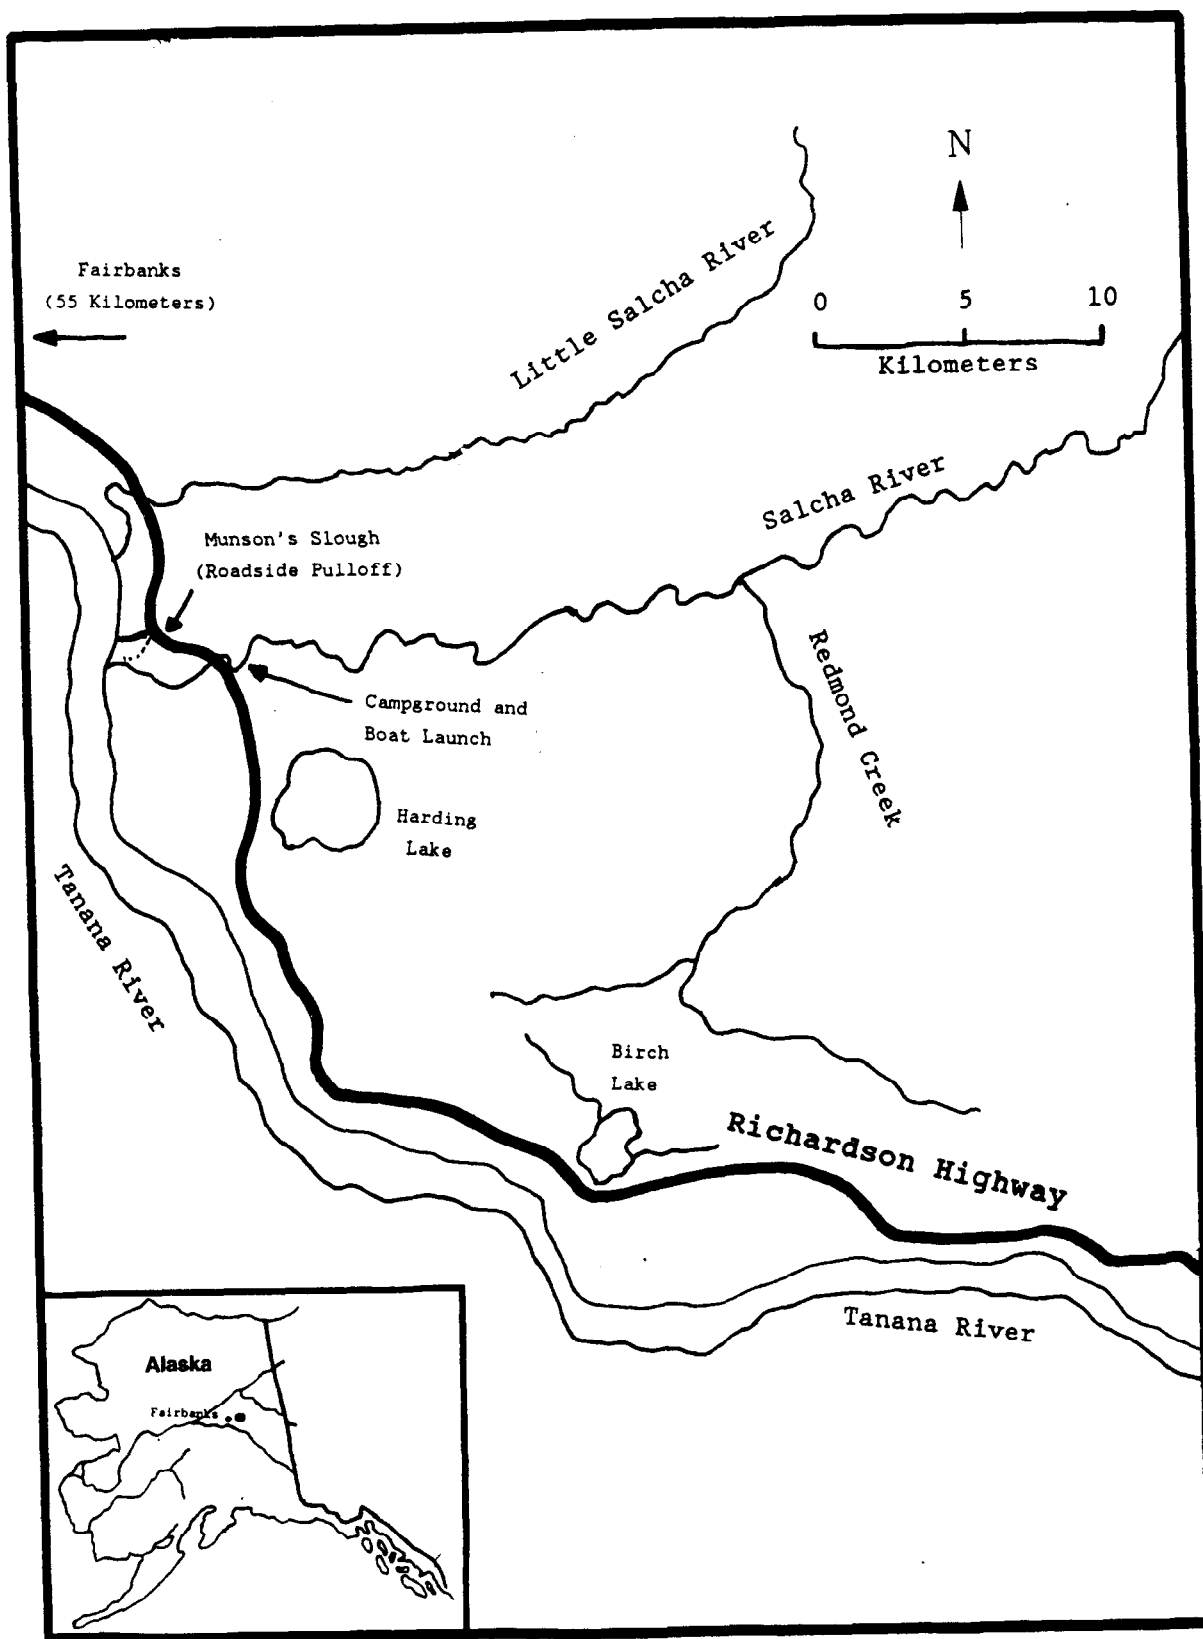 N
Little Salcha River
Fairbanks
(55 Kilometers)
0 5 10
Kilometers
Salcha River
Munson's Slough
(Roadside Pulloff)
Redmond Creek
Campground and
Boat Launch
Harding
Lake
Tanana River
Birch
Lake
Richardson Highway
Tanana River
Alaska
Fairbanks